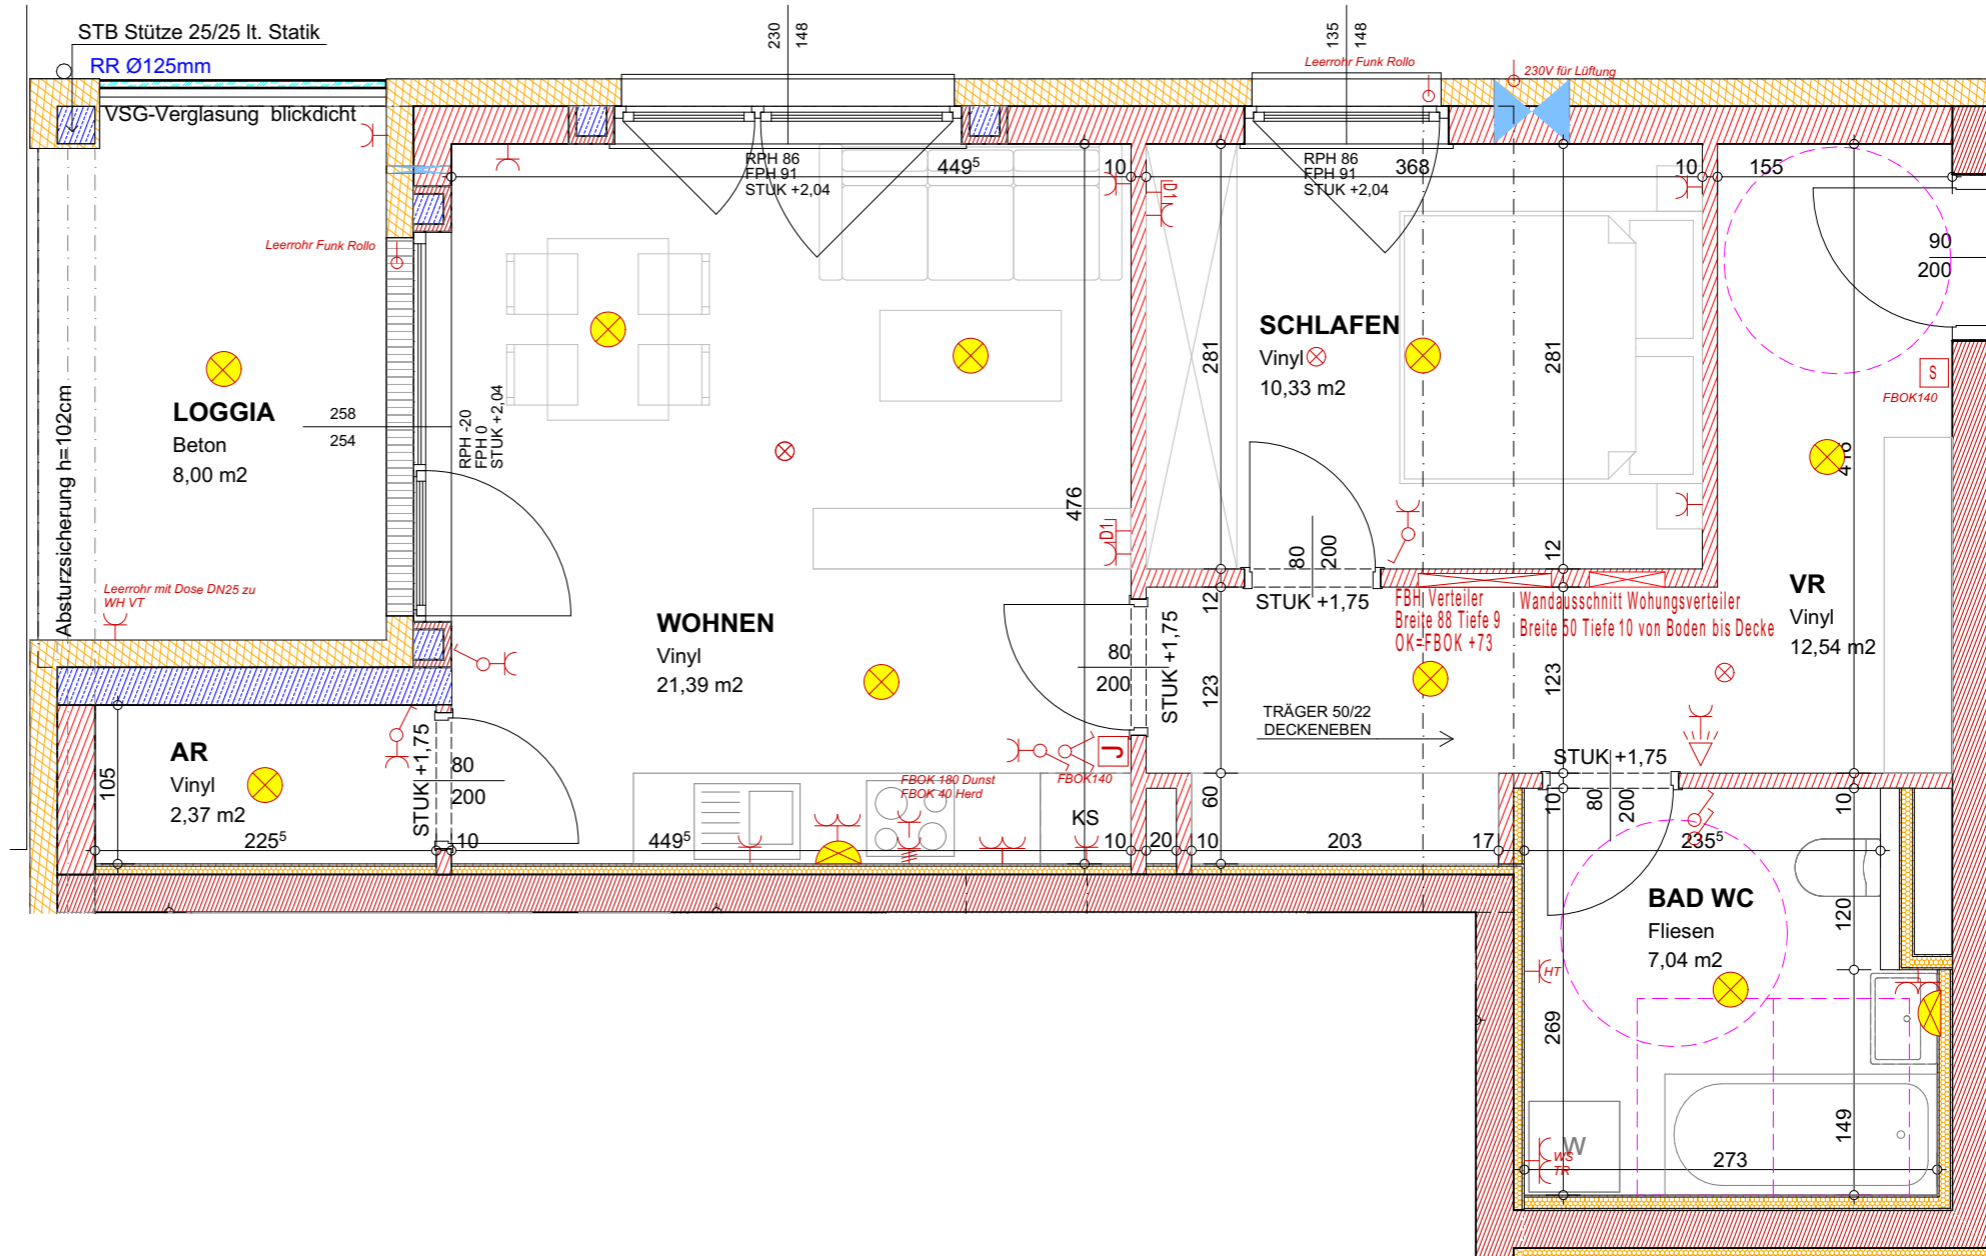 STB Stütze 25/25 lt. Statik
RR Ø125mm
VSG-Verglasung blickdicht
230
148
135
148
Leerrohr Funk Rollo
230V für Lüftung
RPH 86
FPH 91
STUK +2,04
449⁵
10
RPH 86
FPH 91
STUK +2,04
368
10
155
D1
Leerrohr Funk Rollo
90
200
SCHLAFEN
Vinyl
10,33 m2
281
281
S
FBOK140
LOGGIA
Beton
8,00 m2
258
254
RPH -20
FPH 0
STUK +2,04
Absturzsicherung h=102cm
476
D1
80
200
12
12
STUK +1,75
Leerrohr mit Dose DN25 zu
WH VT
WOHNEN
Vinyl
21,39 m2
80
200
STUK +1,75
123
FBH Verteiler
Breite 88 Tiefe 9
OK=FBOK +73
Wandausschnitt Wohungsverteiler
Breite 50 Tiefe 10 von Boden bis Decke
123
VR
Vinyl
12,54 m2
TRÄGER 50/22
DECKENEBEN
AR
Vinyl
2,37 m2
105
225⁵
STUK +1,75
80
200
10
449⁵
FBOK 180 Dunst
FBOK 40 Herd
FBOK140
J
KS
10
20
10
60
203
17
STUK +1,75
10
80
200
10
235⁵
BAD WC
Fliesen
7,04 m2
120
HT
269
149
W
WS
TR
273